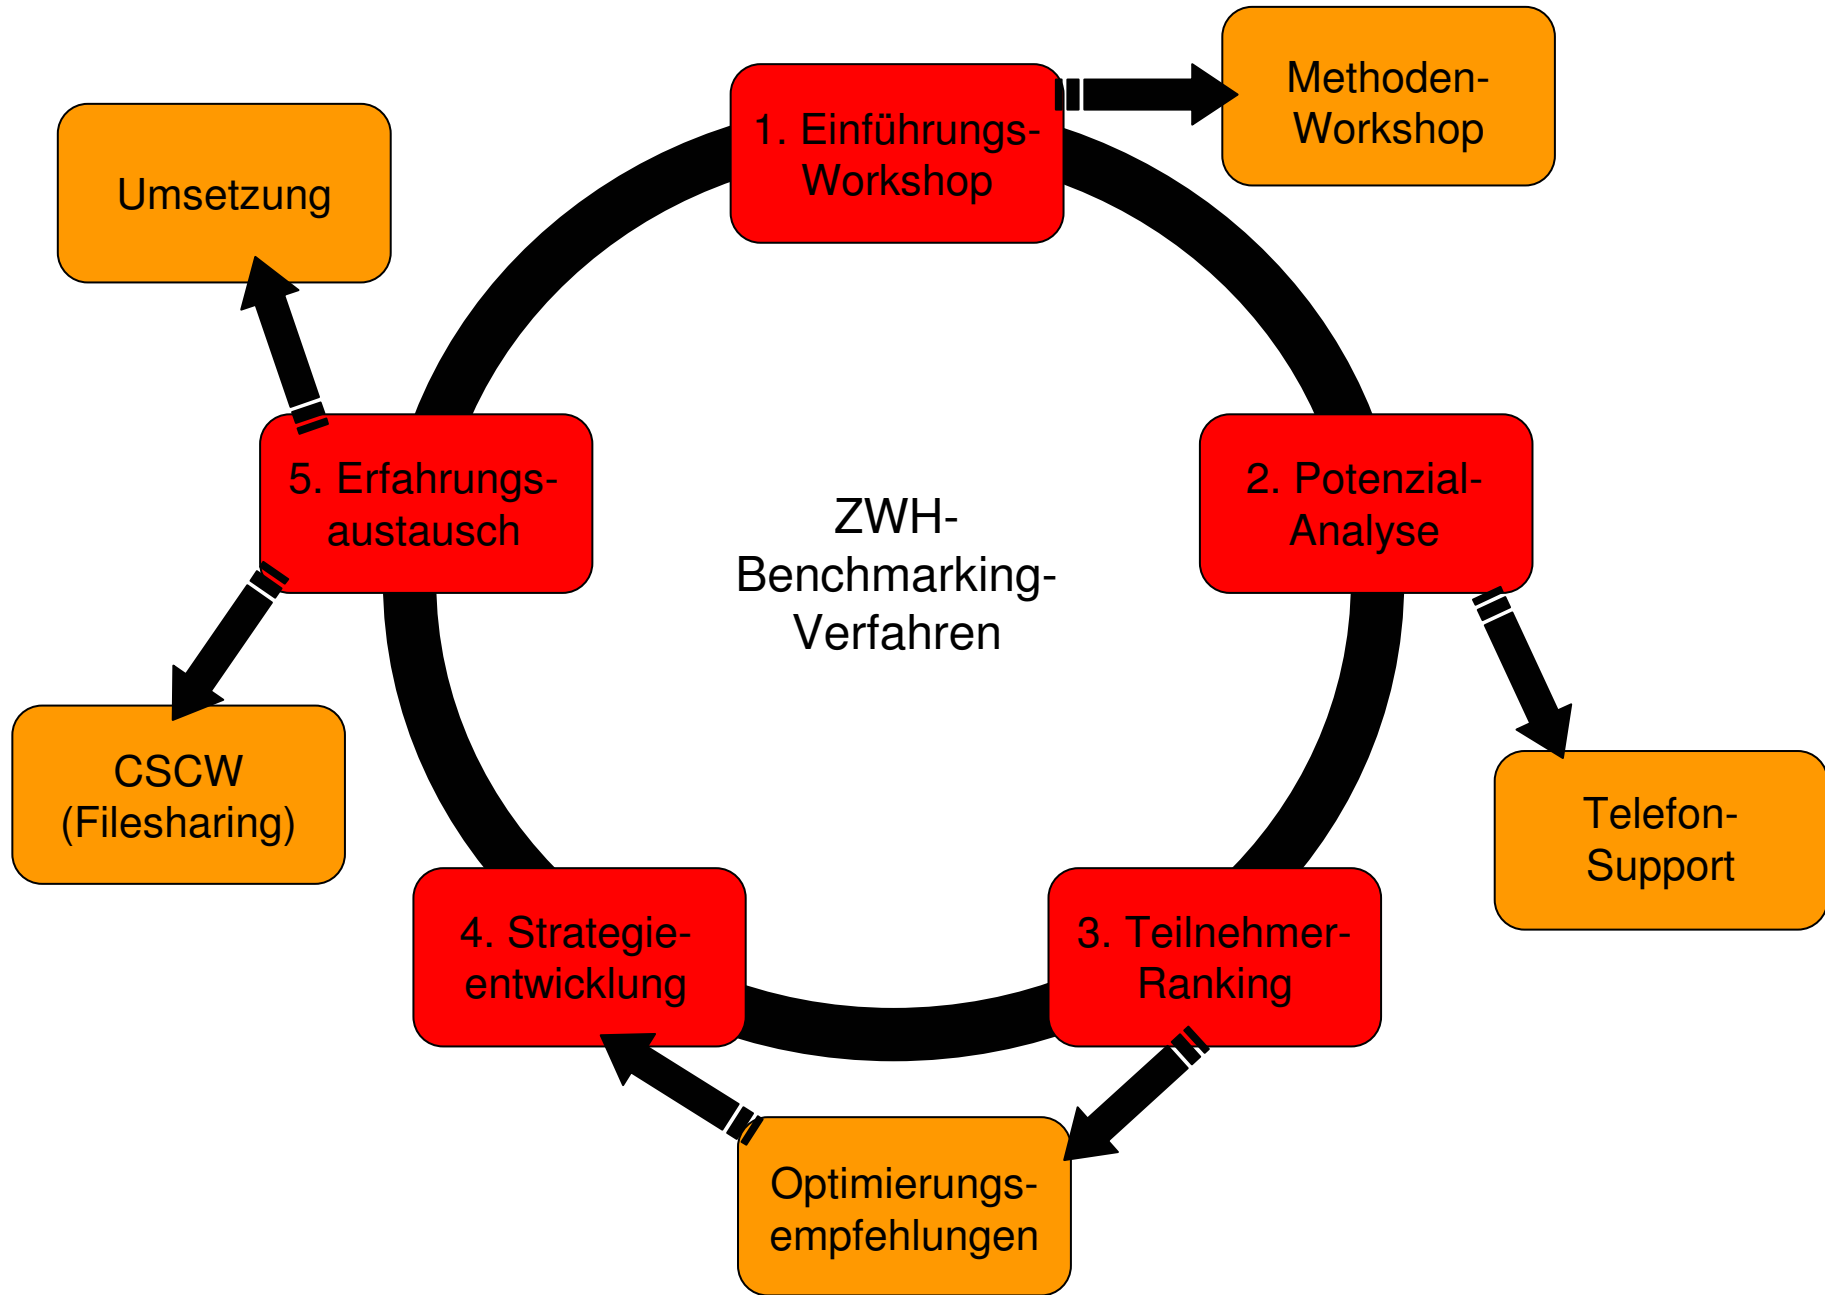 Methoden-
Workshop
1. Einführungs-
Workshop
Umsetzung
5. Erfahrungs-
austausch
2. Potenzial-
Analyse
ZWH-
Benchmarking-
Verfahren
CSCW
(Filesharing)
Telefon-
Support
4. Strategie-
entwicklung
3. Teilnehmer-
Ranking
Optimierungs-
empfehlungen